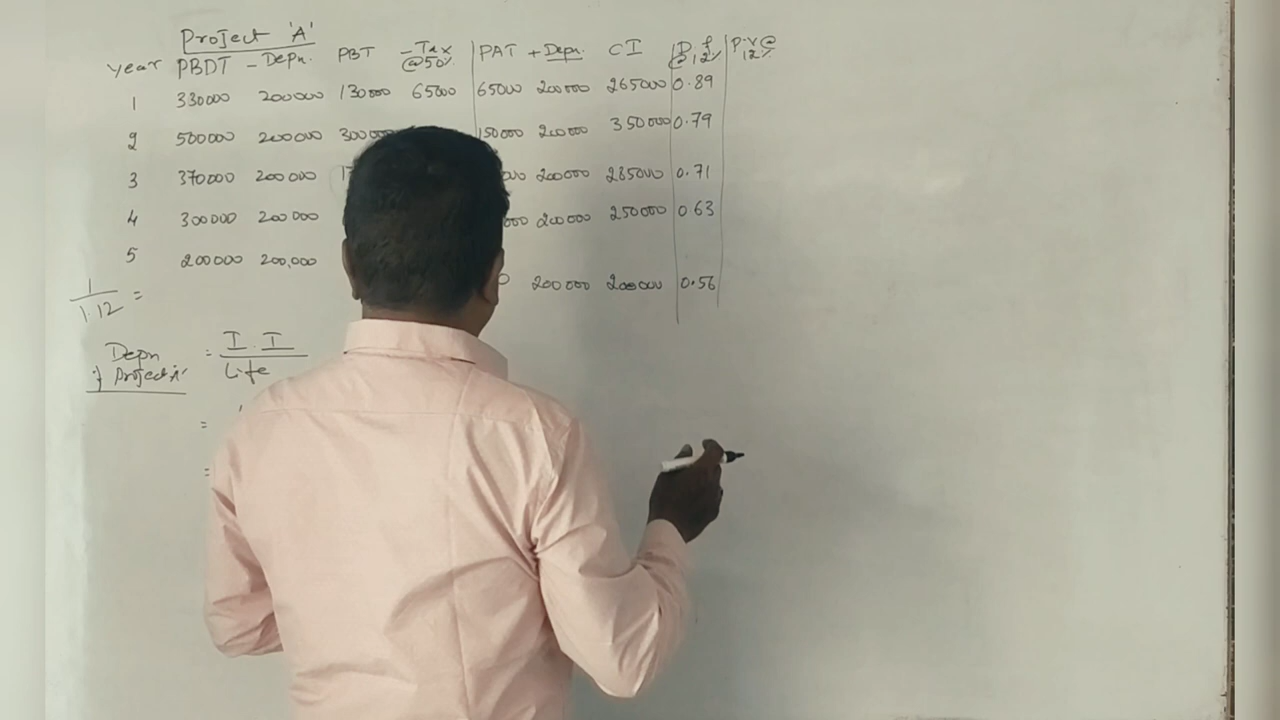 Project 'A'
year PBDT - Depn. PBT - Tax @50%. PAT + Depn. CI D.f @12% P.V@ 12%
1 330000 200000 130000 65000 65000 200000 265000 0.89
2 500000 200000 150000 200000 350000 0.79
3 370000 200000 200000 285000 0.71
4 300000 200000 200000 250000 0.63
5 200000 200,000
200000 200000 0.56
1
1.12 =
Depn = I.I
Project 'A' Life
=
=